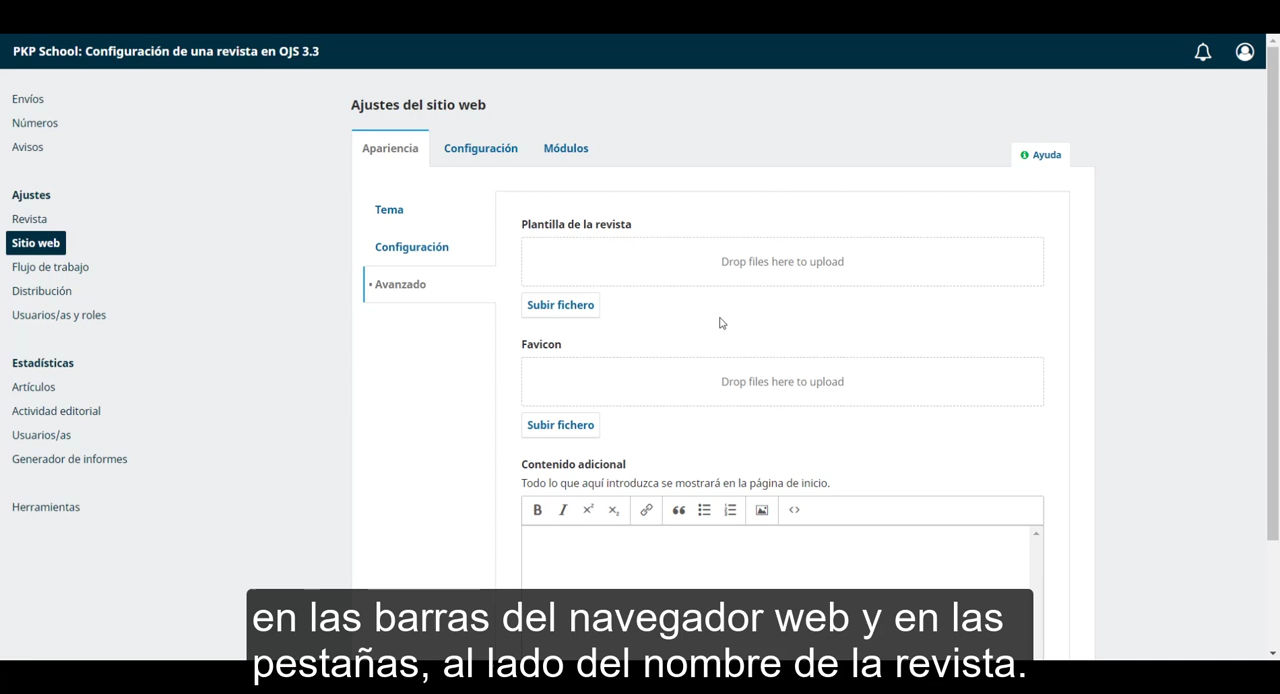 PKP School: Configuración de una revista en OJS 3.3
Envíos
Números
Avisos
Ajustes
Revista
Sitio web
Flujo de trabajo
Distribución
Usuarios/as y roles
Estadísticas
Artículos
Actividad editorial
Usuarios/as
Generador de informes
Herramientas
Ajustes del sitio web
Apariencia Configuración Módulos
Ayuda
Tema
Configuración
• Avanzado
Plantilla de la revista
Drop files here to upload
Subir fichero
Favicon
Drop files here to upload
Subir fichero
Contenido adicional
Todo lo que aquí introduzca se mostrará en la página de inicio.
en las barras del navegador web y en las
pestañas, al lado del nombre de la revista.